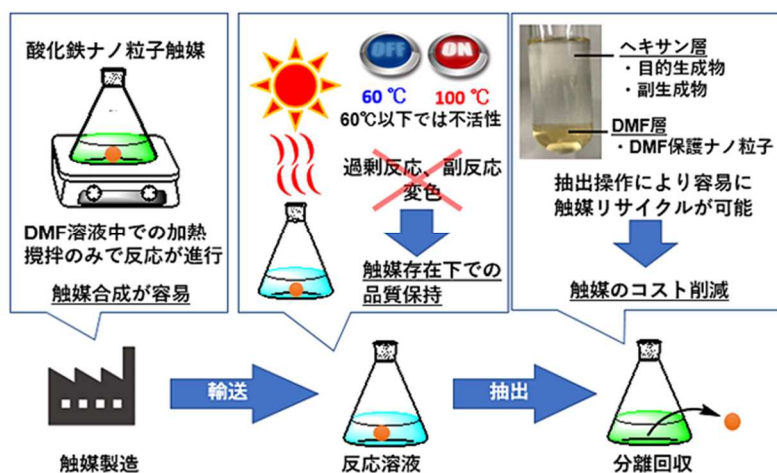 酸化鉄ナノ粒子触媒
DMF溶液中での加熱
攪拌のみで反応が進行
触媒合成が容易
OFF
ON
60 ℃
100 ℃
60℃以下では不活性
過剰反応、副反応
変色
触媒存在下での
品質保持
ヘキサン層
・目的生成物
・副生成物
DMF層
・DMF保護ナノ粒子
抽出操作により容易に
触媒リサイクルが可能
触媒のコスト削減
輸送
抽出
触媒製造
反応溶液
分離回収